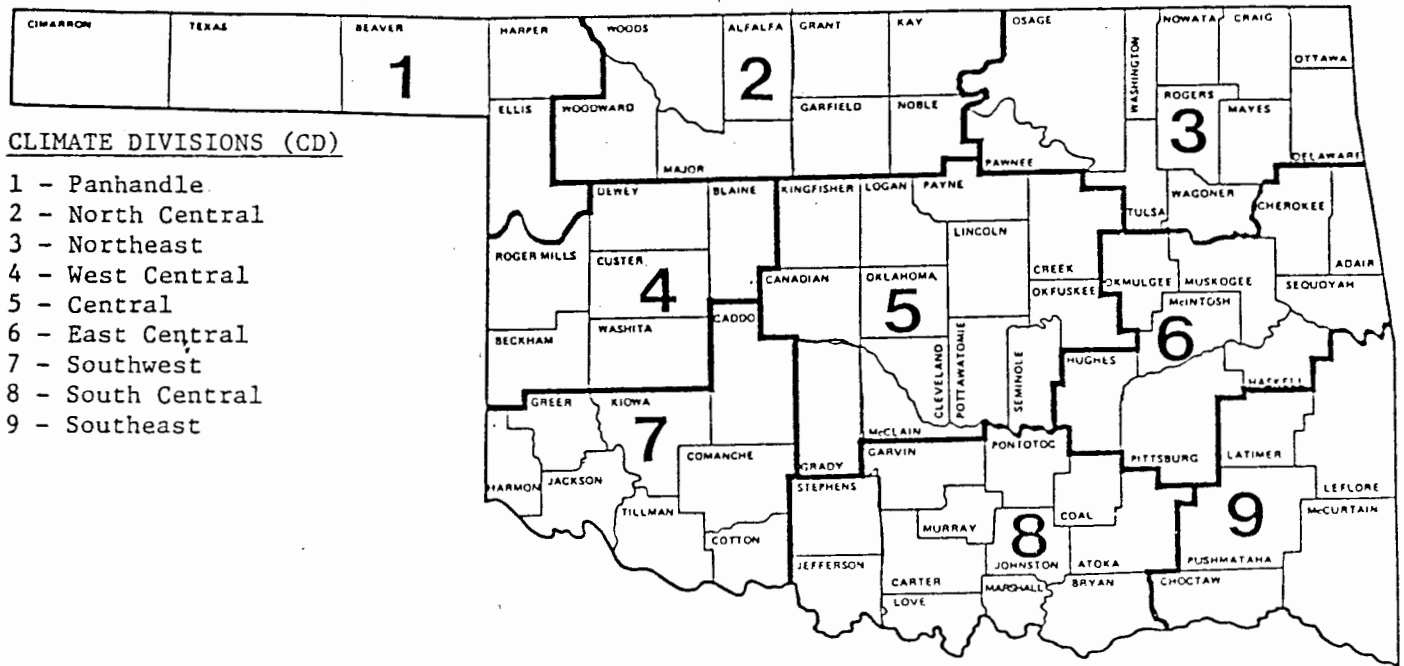 CIMARRON
TEXAS
BEAVER
HARPER
WOODS
ALFALFA
GRANT
KAY
OSAGE
WASHINGTON
NOWATA
CRAIG
OTTAWA
1
2
3
ELLIS
WOODWARD
GARFIELD
NOBLE
ROGERS
MAYES
MAJOR
PAWNEE
DELAWARE
CLIMATE DIVISIONS (CD)
1 - Panhandle
2 - North Central
3 - Northeast
4 - West Central
5 - Central
6 - East Central
7 - Southwest
8 - South Central
9 - Southeast
DEWEY
BLAINE
KINGFISHER
LOGAN
PAYNE
TULSA
WAGONER
CHEROKEE
LINCOLN
ROGER MILLS
CUSTER
CANADIAN
OKLAHOMA
CREEK
OKMULGEE
MUSKOGEE
ADAIR
SEQUOYAH
4
5
OKFUSKEE
McINTOSH
6
BECKHAM
WASHITA
CADDO
CLEVELAND
POTTAWATOMIE
SEMINOLE
HUGHES
HASKELL
GREER
KIOWA
7
McCLAIN
GARVIN
PONTOTOC
COMANCHE
GRADY
PITTSBURG
LATIMER
HARMON
JACKSON
STEPHENS
LEFLORE
TILLMAN
COTTON
MURRAY
8
COAL
9
McCURTAIN
JEFFERSON
JOHNSTON
ATOKA
PUSHMATAHA
CARTER
MARSHALL
BRYAN
CHOCTAW
LOVE